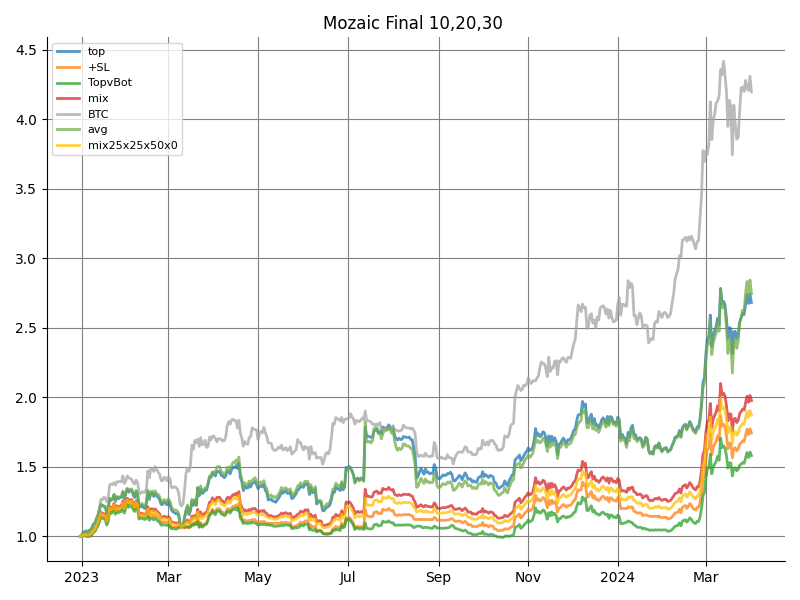 Mozaic Final 10,20,30
4.5
4.0
3.5
3.0
2.5
2.0
1.5
1.0
top
+SL
TopvBot
mix
BTC
avg
mix25x25x50x0
2023 Mar May Jul Sep Nov 2024 Mar